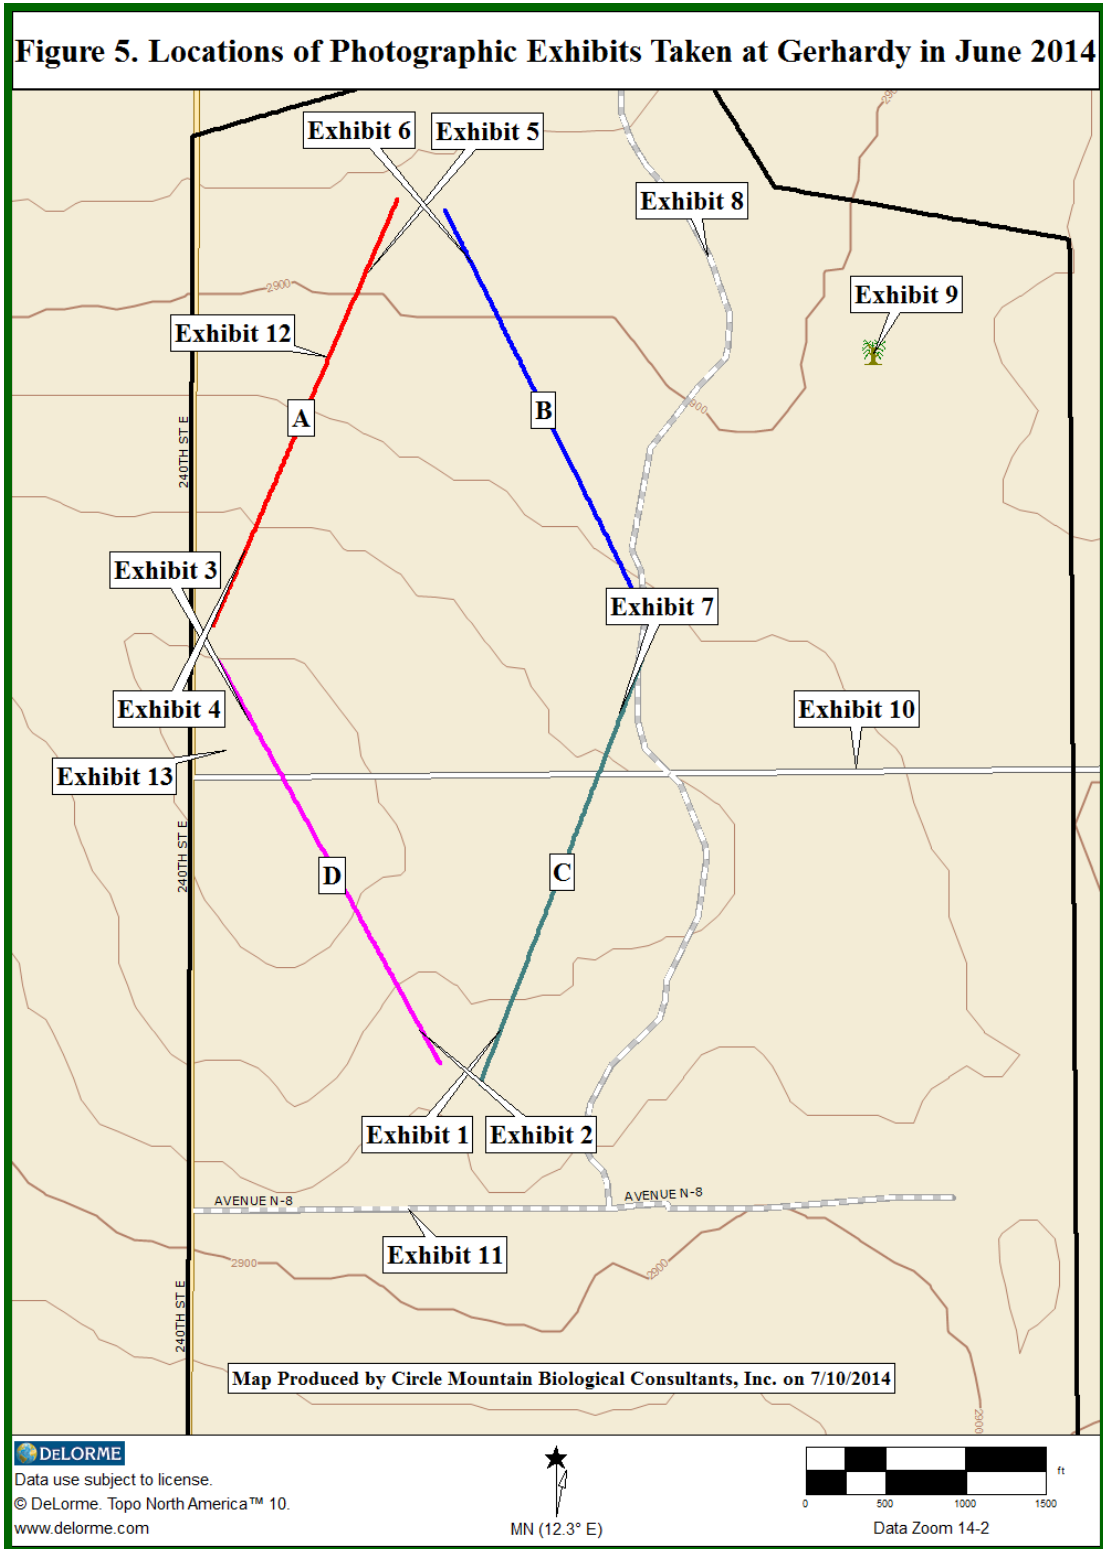 Figure 5. Locations of Photographic Exhibits Taken at Gerhardy in June 2014
Exhibit 6
Exhibit 5
Exhibit 8
2900
Exhibit 9
Exhibit 12
A
B
900
240TH ST E
Exhibit 3
Exhibit 7
Exhibit 4
Exhibit 10
Exhibit 13
240TH ST E
D
C
Exhibit 1
Exhibit 2
AVENUE N-8
AVENUE N-8
Exhibit 11
2900
2900
240TH ST E
Map Produced by Circle Mountain Biological Consultants, Inc. on 7/10/2014
2900
DELORME
Data use subject to license.
© DeLorme. Topo North America™ 10.
www.delorme.com
MN (12.3° E)
ft
0 500 1000 1500
Data Zoom 14-2